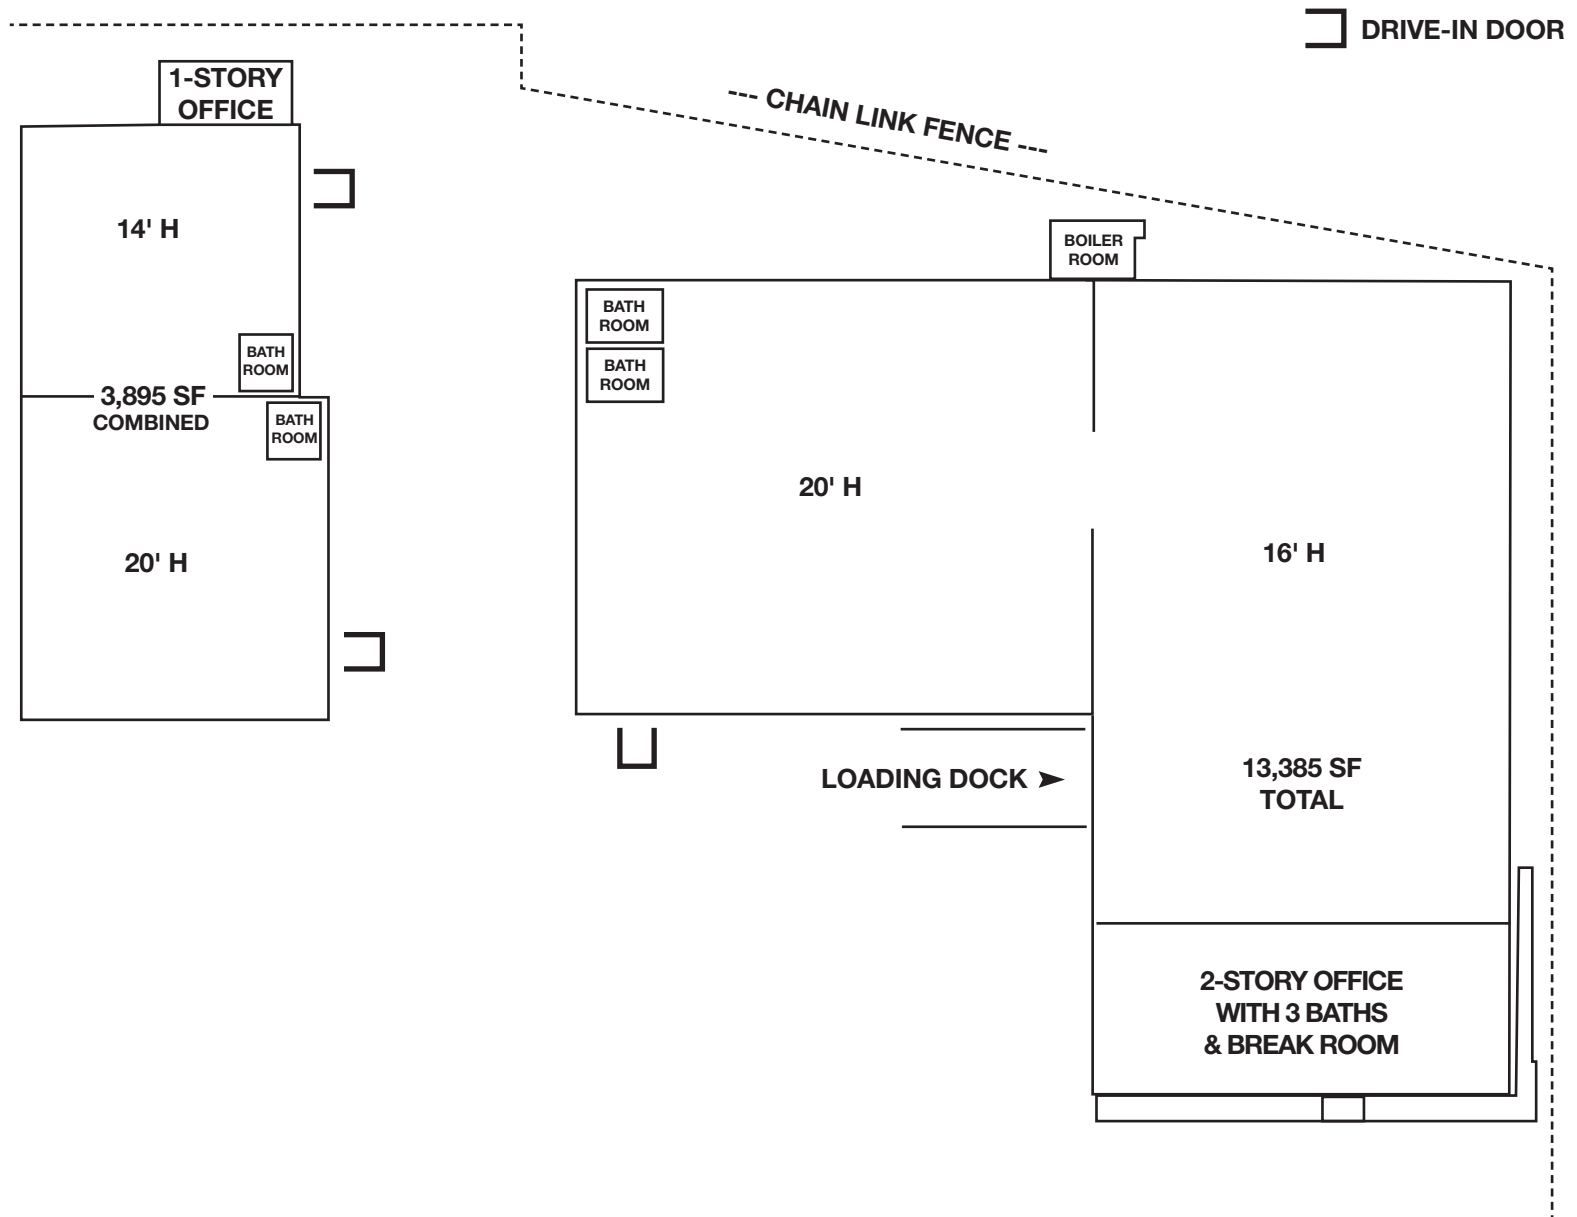 DRIVE-IN DOOR
1-STORY
OFFICE
--- CHAIN LINK FENCE ---
14' H
BATH
ROOM
3,895 SF
COMBINED
BATH
ROOM
20' H
BOILER
ROOM
BATH
ROOM
BATH
ROOM
20' H
16' H
LOADING DOCK ➤
13,385 SF
TOTAL
2-STORY OFFICE
WITH 3 BATHS
& BREAK ROOM